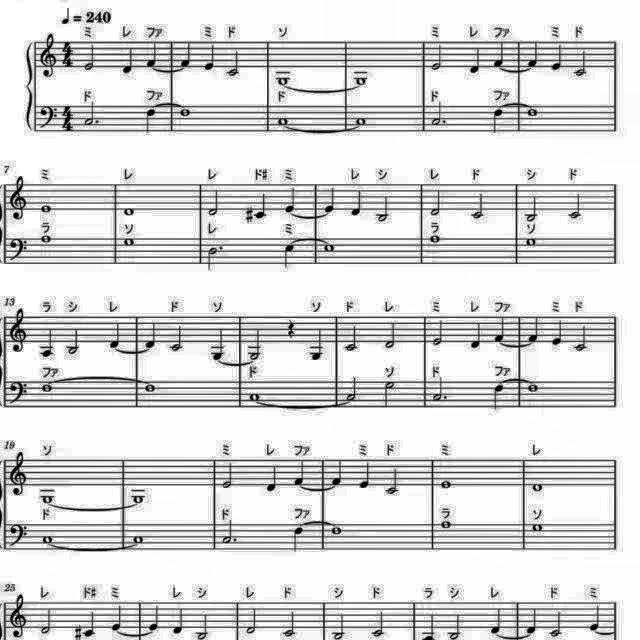 ♩ = 240
ミ レ ファ ミ ド ソ ミ レ ファ ミ ド
ド ファ ド ド ファ
7
ミ レ レ ド# ミ レ シ レ ド シ ド
ラ ソ レ ミ ラ ソ
13
ラ シ レ ド ソ ソ ド レ ミ レ ファ ミ ド
ファ ド ソ ド ファ
19
ソ ミ レ ファ ミ ド ミ レ
ド ド ファ ラ ソ
25
レ ド# ミ レ シ レ ド シ ド ラ シ レ ド ミ